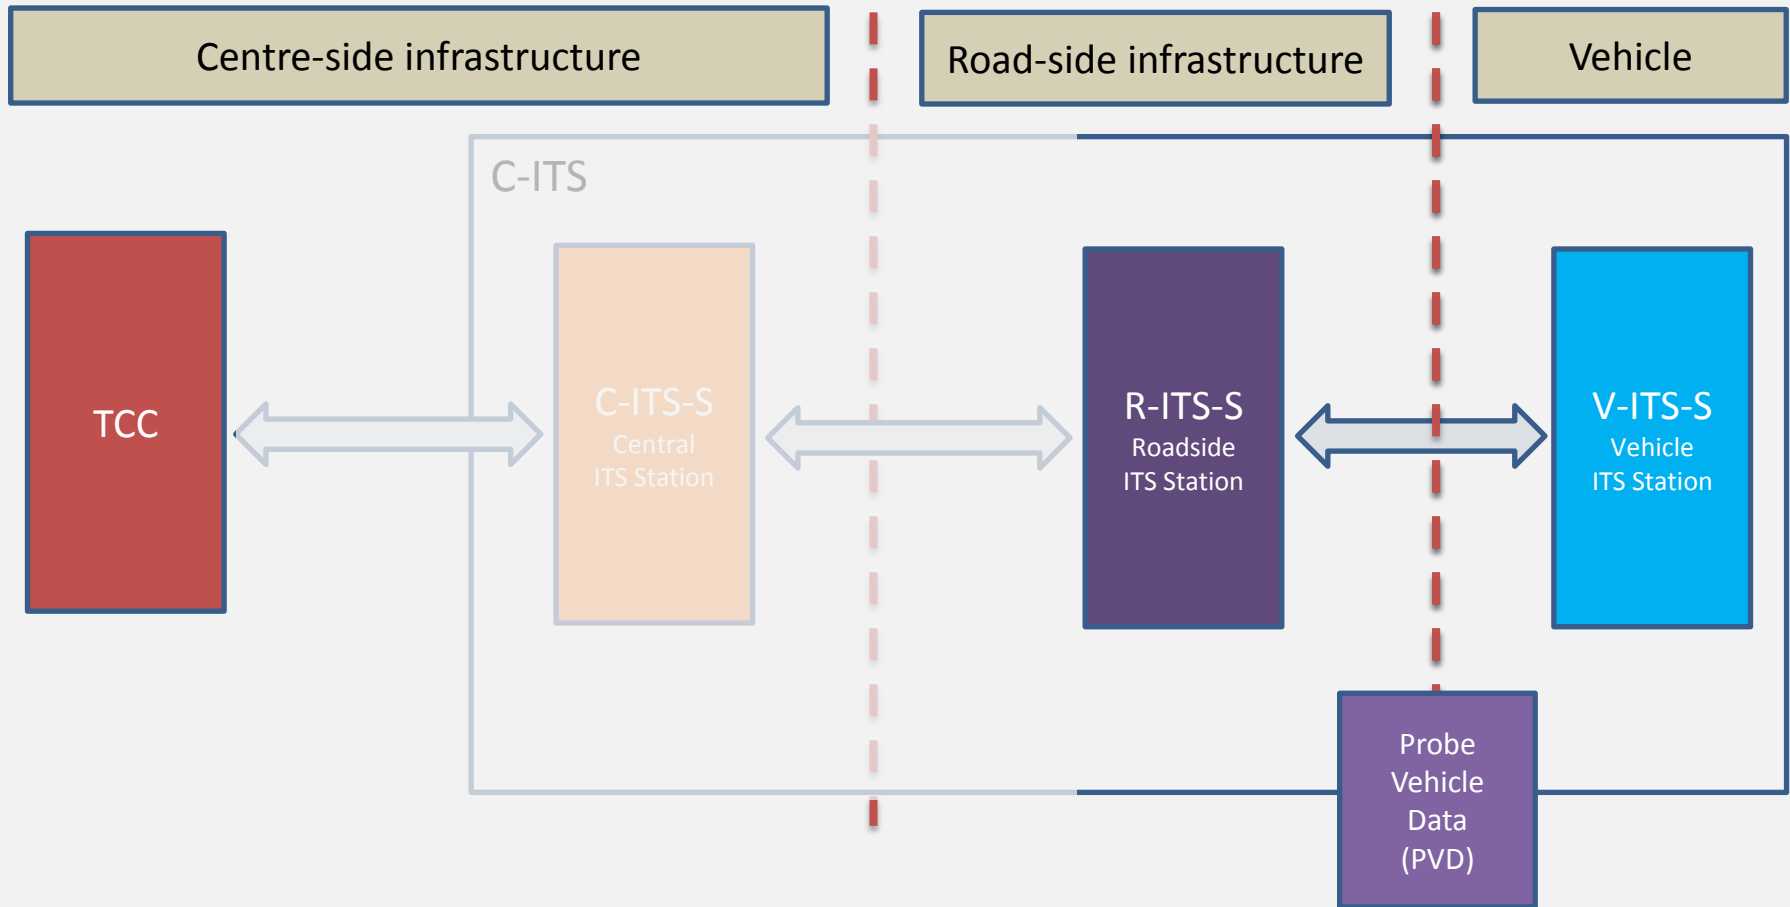 Centre-side infrastructure
Road-side infrastructure
Vehicle
C-ITS
TCC
C-ITS-S
Central
ITS Station
R-ITS-S
Roadside
ITS Station
V-ITS-S
Vehicle
ITS Station
Probe
Vehicle
Data
(PVD)